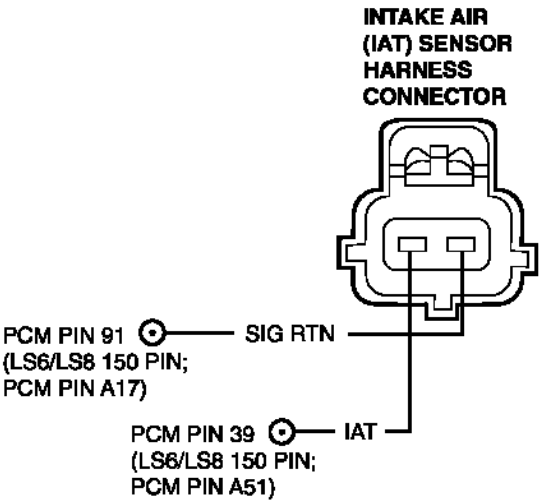 INTAKE AIR
(IAT) SENSOR
HARNESS
CONNECTOR
PCM PIN 91
SIG RTN
(LS6/LS8 150 PIN;
PCM PIN A17)
PCM PIN 39
IAT
(LS6/LS8 150 PIN;
PCM PIN A51)